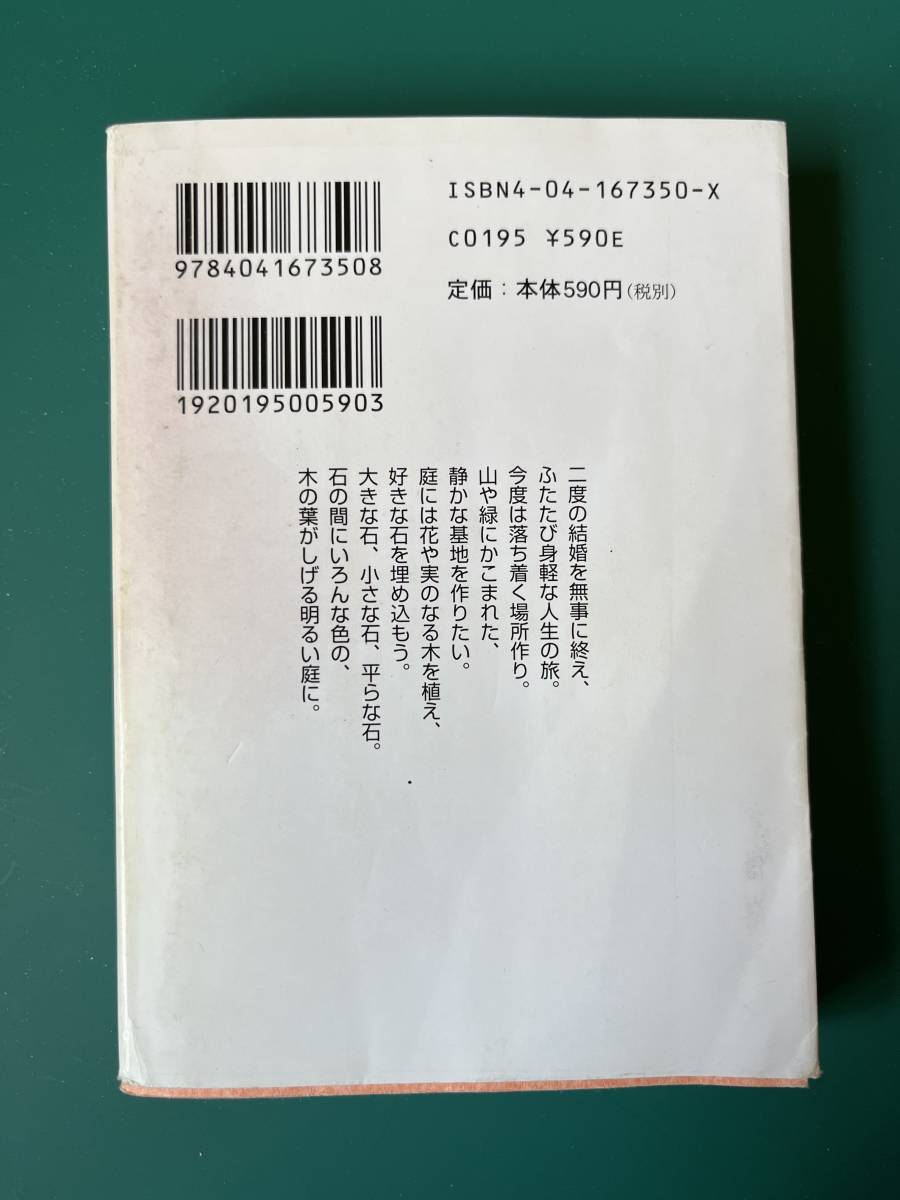 ISBN4-04-167350-X
C0195 ¥590E
定価：本体590円（税別）
9784041673508
1920195005903
二度の結婚を無事に終え、
ふたたび身軽な人生の旅。
今度は落ち着く場所作り。
山や緑にかこまれた、
静かな基地を作りたい。
庭には花や実のなる木を植え、
好きな石を埋め込もう。
大きな石、小さな石、平らな石。
石の間にいろんな色の、
木の葉がしげる明るい庭に。